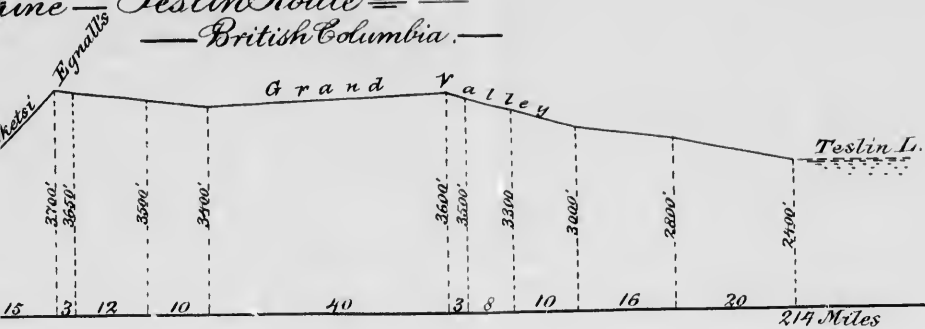 Teslin Route
British Columbia.
Egnall's
Grand Valley
Teslin L.
3700' 3650' 3500' 3400' 3600' 3500' 3300 3000' 2800' 2400'
15 3 12 10 40 3 8 10 16 20
214 Miles